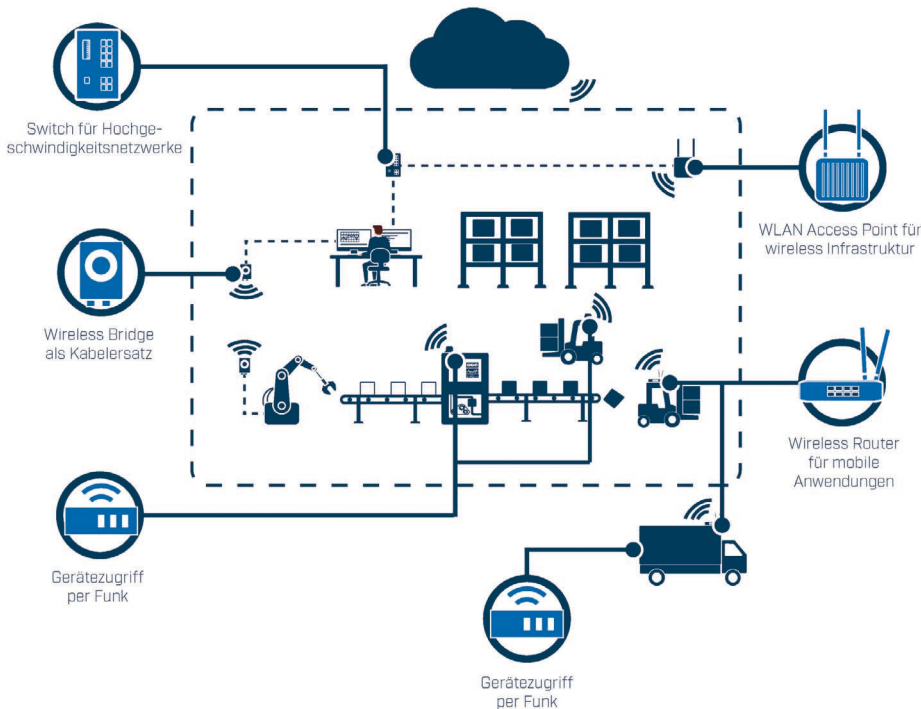 Switch für Hochge-
schwindigkeitsnetzwerke
WLAN Access Point für
wireless Infrastruktur
Wireless Bridge
als Kabelersatz
Wireless Router
für mobile
Anwendungen
Gerätezugriff
per Funk
Gerätezugriff
per Funk